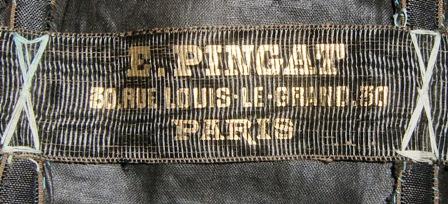 E. PINGAT
30, RUE LOUIS-LE-GRAND, 30
PARIS